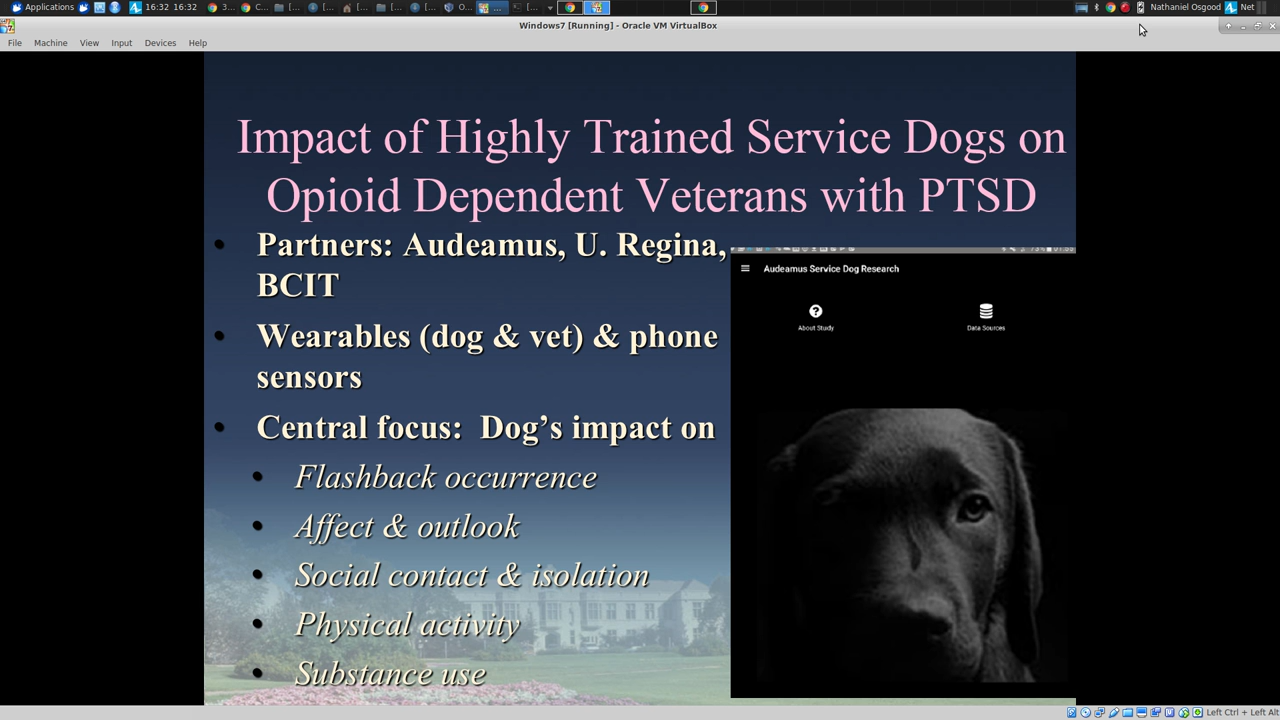 Applications 16:32 16:32 3... C... [... [... [... [... O... ... [... Nathaniel Osgood Net
Windows7 [Running] - Oracle VM VirtualBox
File Machine View Input Devices Help
Impact of Highly Trained Service Dogs on
Opioid Dependent Veterans with PTSD
Partners: Audeamus, U. Regina,
BCIT
Wearables (dog & vet) & phone
sensors
Central focus: Dog’s impact on
Flashback occurrence
Affect & outlook
Social contact & isolation
Physical activity
Substance use
Audeamus Service Dog Research
About Study Data Sources
Left Ctrl + Left Alt